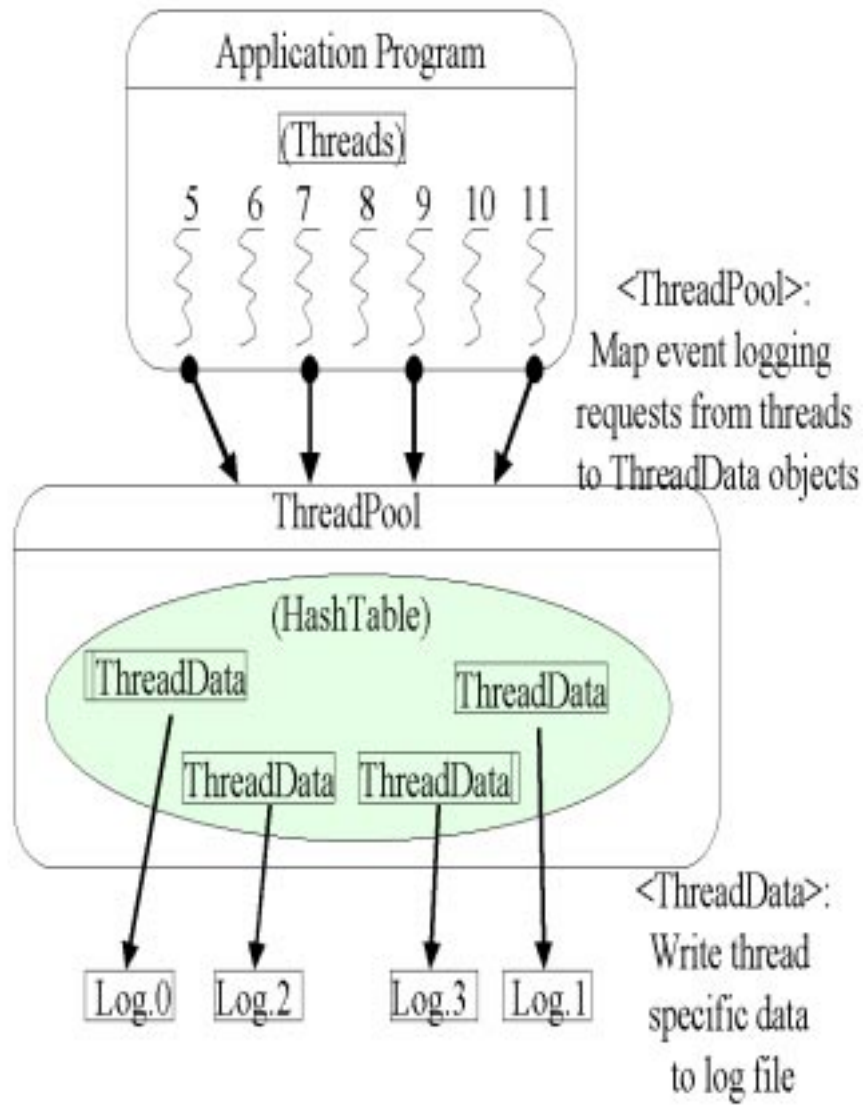 Application Program
(Threads)
5 6 7 8 9 10 11
<ThreadPool>:
Map event logging
requests from threads
to ThreadData objects
ThreadPool
(HashTable)
ThreadData
ThreadData
ThreadData
ThreadData
<ThreadData>:
Write thread
specific data
to log file
Log.0
Log.2
Log.3
Log.1